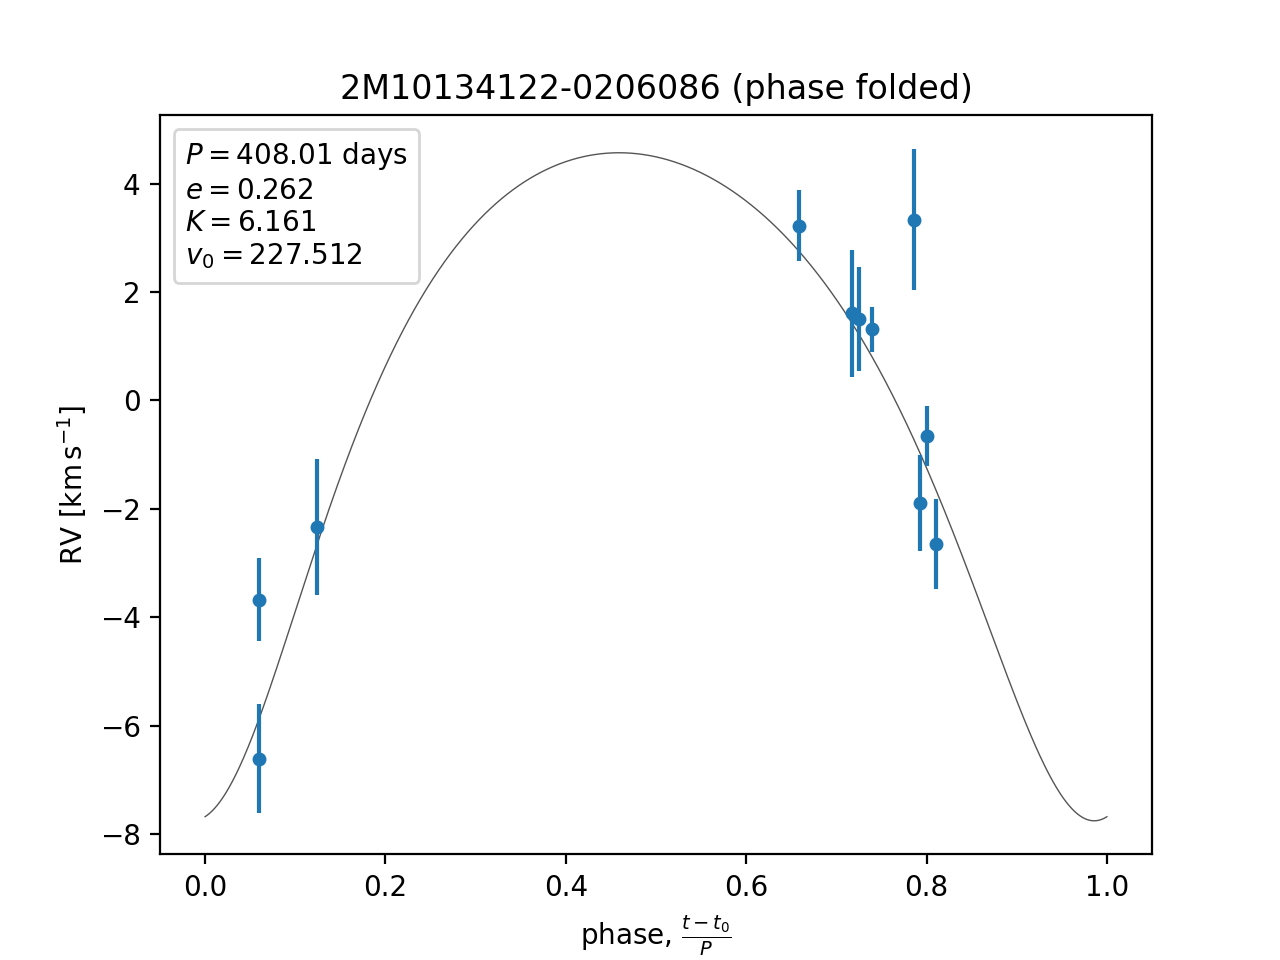 2M10134122-0206086 (phase folded)
P = 408.01 days
e = 0.262
K = 6.161
v₀ = 227.512
4
2
0
−2
−4
−6
−8
RV [km s⁻¹]
0.0 0.2 0.4 0.6 0.8 1.0
phase, (t − t₀)/P